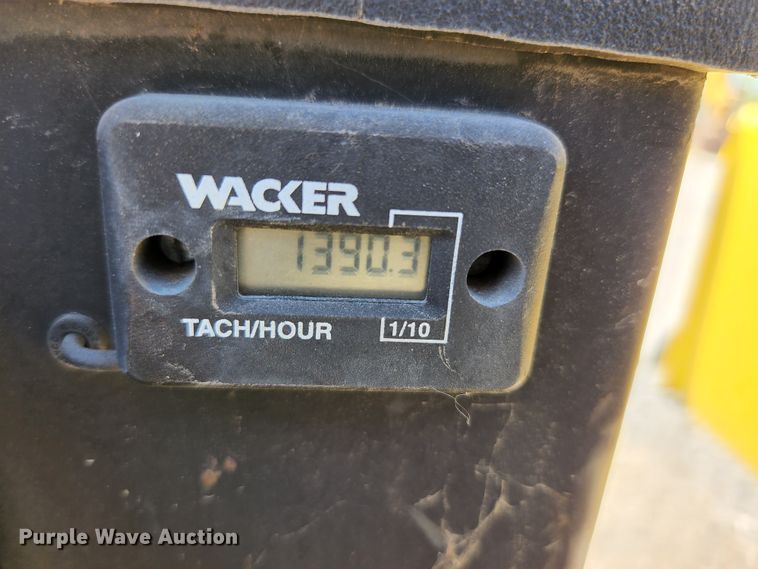 WACKER
1390.3
TACH/HOUR
1/10
Purple Wave Auction